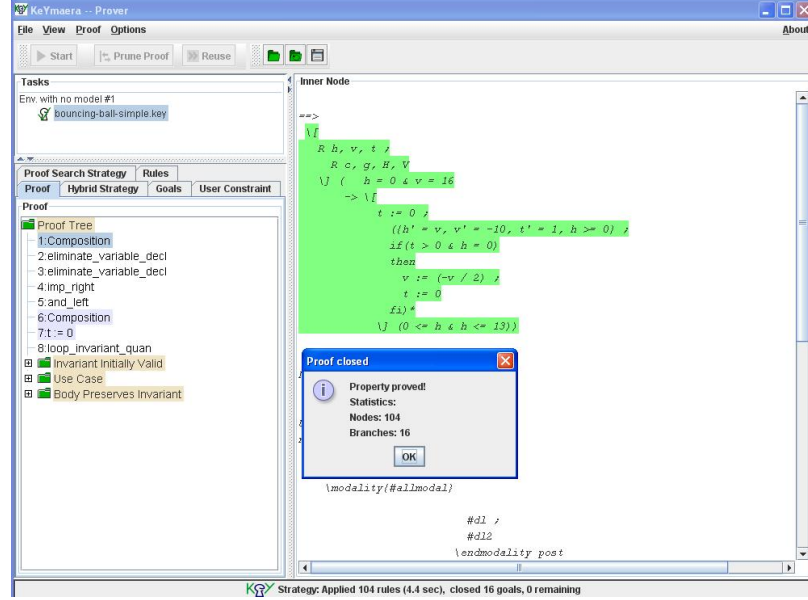 KeYmaera -- Prover
File View Proof Options
About
Start Prune Proof Reuse
Tasks
Env. with no model #1
bouncing-ball-simple.key
Proof Search Strategy Rules
Proof Hybrid Strategy Goals User Constraint
Proof
Proof Tree
1:Composition
2:eliminate_variable_decl
3:eliminate_variable_decl
4:imp_right
5:and_left
6:Composition
7:t := 0
8:loop_invariant_quan
Invariant Initially Valid
Use Case
Body Preserves Invariant
Inner Node
==>
\[
R h, v, t ;
R c, g, H, V
\] ( h = 0 & v = 16
-> \[
t := 0 ;
({h' = v, v' = -10, t' = 1, h >= 0} ;
if(t > 0 & h = 0)
then
v := (-v / 2) ;
t := 0
fi)*
\] (0 <= h & h <= 13))
Proof closed
Property proved!
Statistics:
Nodes: 104
Branches: 16
OK
\modality{#allmodal}
#dl ;
#dl2
\endmodality post
KeY Strategy: Applied 104 rules (4.4 sec), closed 16 goals, 0 remaining